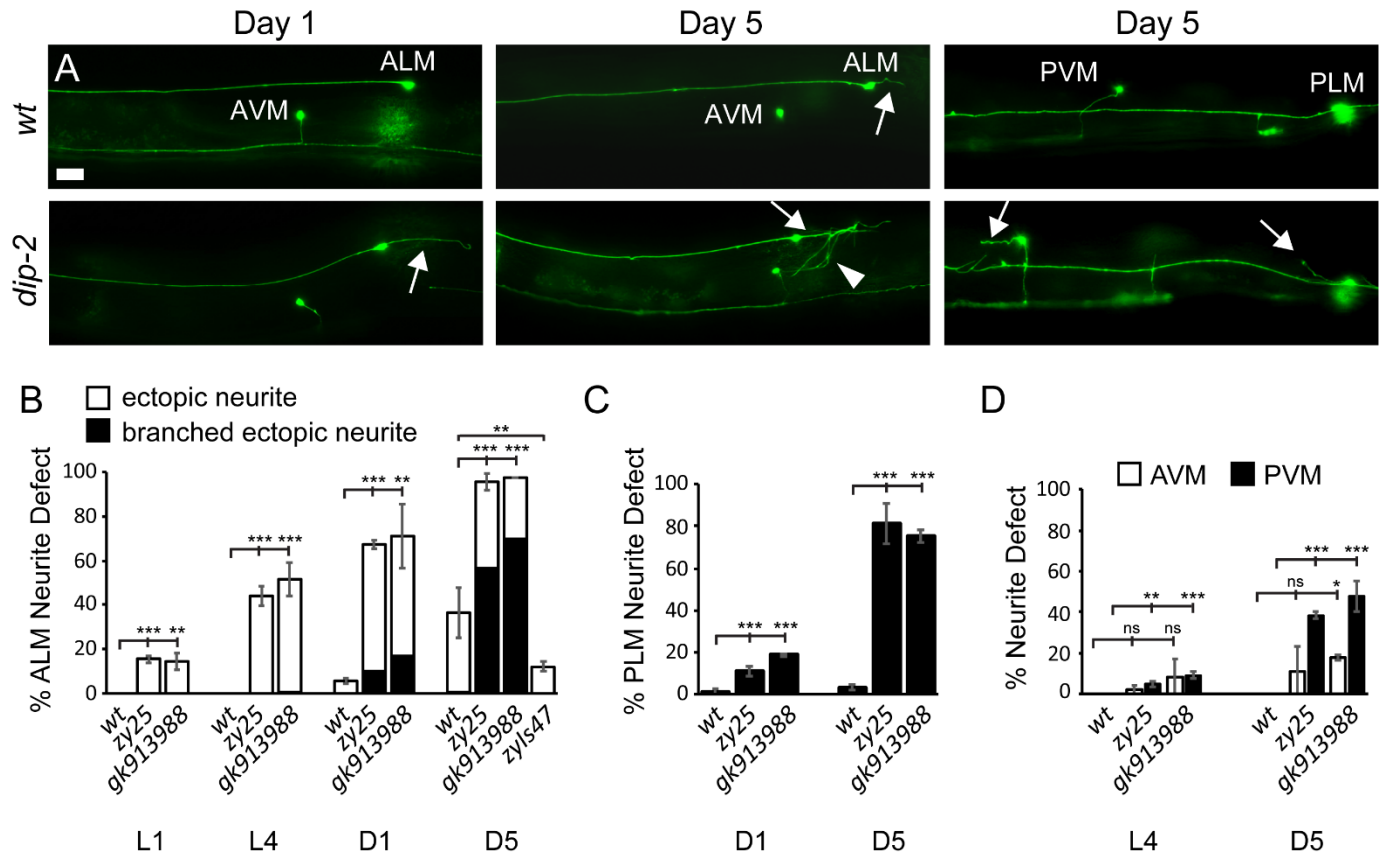 Day 1 Day 5 Day 5
A ALM ALM PVM PLM
AVM AVM
wt
dip-2
B ectopic neurite
branched ectopic neurite
% ALM Neurite Defect
100
80
60
40
20
0
*** **
*** ***
*** **
**
*** ***
wt zy25 gk913988 wt zy25 gk913988 wt zy25 gk913988 wt zy25 gk913988 zyIs47
L1 L4 D1 D5
C
% PLM Neurite Defect
100
80
60
40
20
0
*** ***
*** ***
wt zy25 gk913988 wt zy25 gk913988
D1 D5
D
AVM PVM
% Neurite Defect
100
80
60
40
20
0
** ***
ns ns
*** ***
ns *
wt zy25 gk913988 wt zy25 gk913988
L4 D5